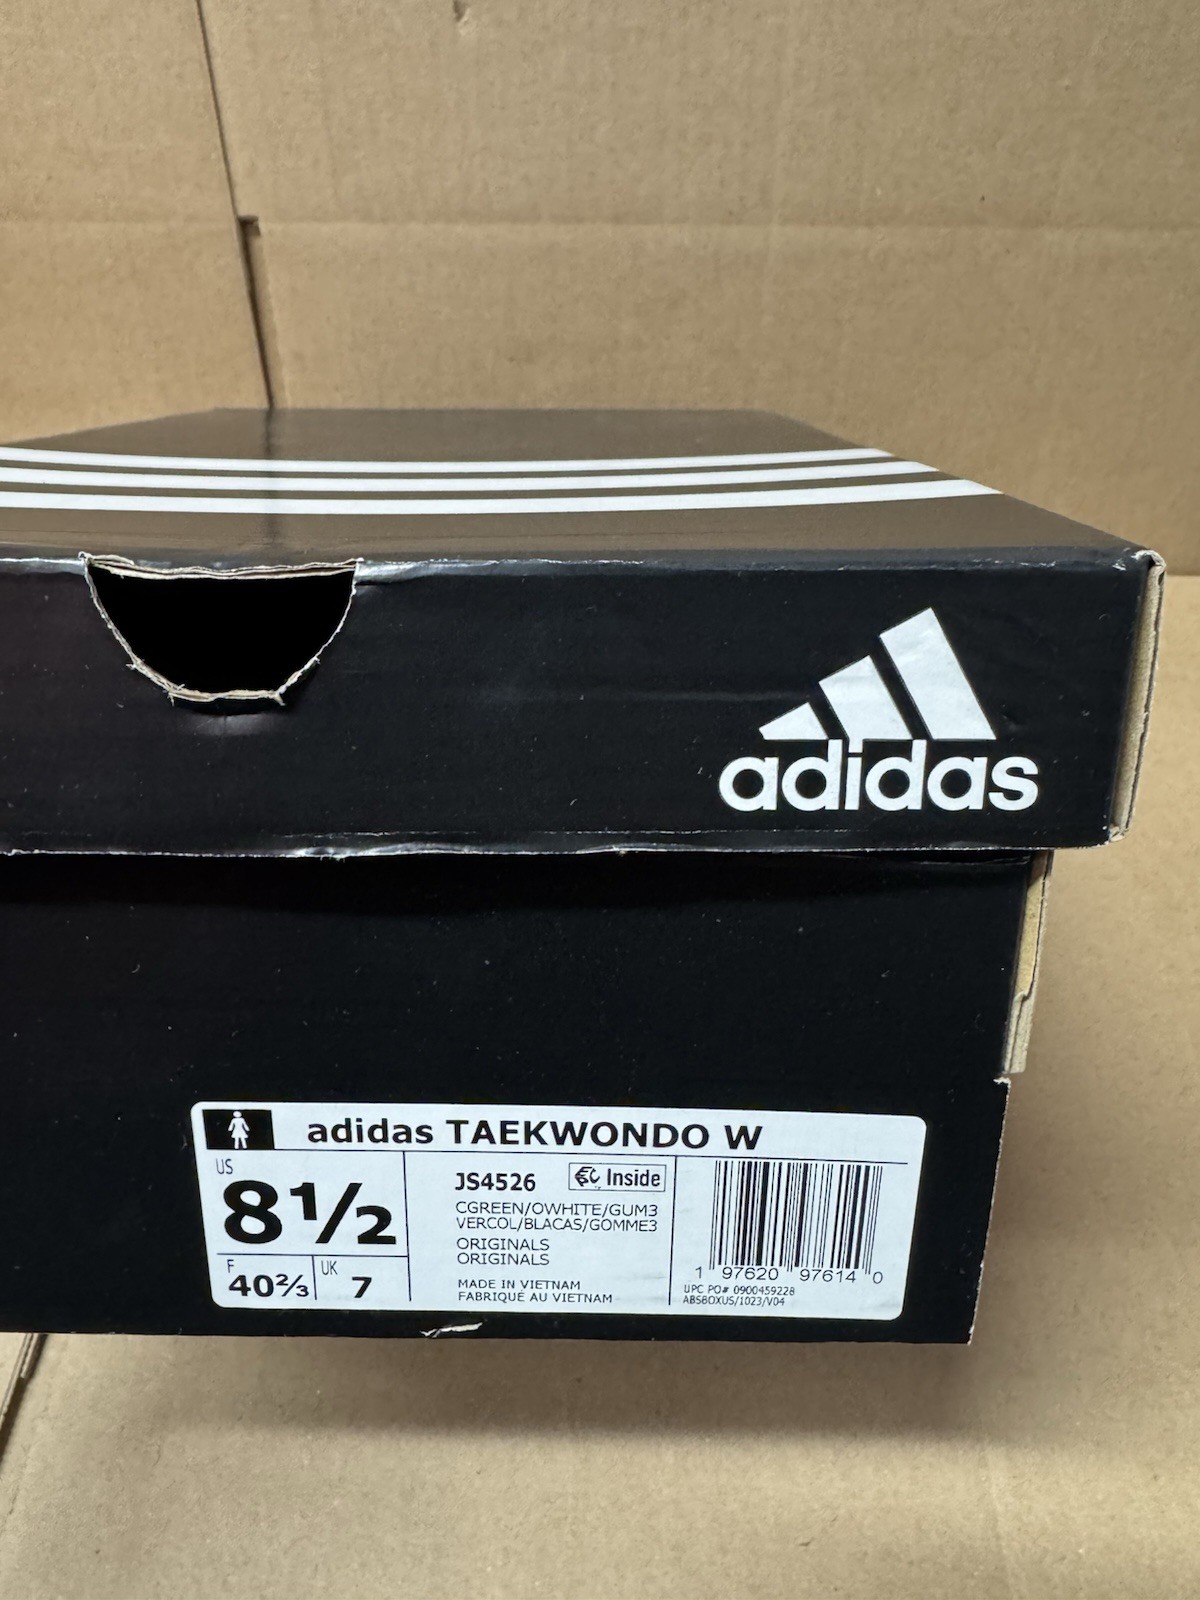 adidas
adidas TAEKWONDO W
US
8½
F
40⅔
UK
7
JS4526
Inside
CGREEN/OWHITE/GUM3
VERCOL/BLACAS/GOMME3
ORIGINALS
ORIGINALS
MADE IN VIETNAM
FABRIQUÉ AU VIETNAM
1 97620 97614 0
UPC PO# 0900459228
ABSBOXUS/1023/V04